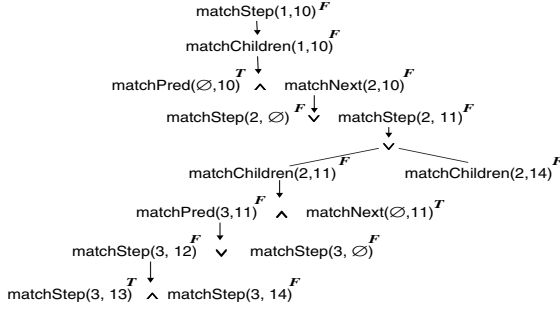 matchStep(1,10)F
matchChildren(1,10)F
matchPred(∅,10)T ∧ matchNext(2,10)F
matchStep(2, ∅)F ∨ matchStep(2, 11)F
∨
matchChildren(2,11)F matchChildren(2,14)F
matchPred(3,11)F ∧ matchNext(∅,11)T
matchStep(3, 12)F ∨ matchStep(3, ∅)F
matchStep(3, 13)T ∧ matchStep(3, 14)F